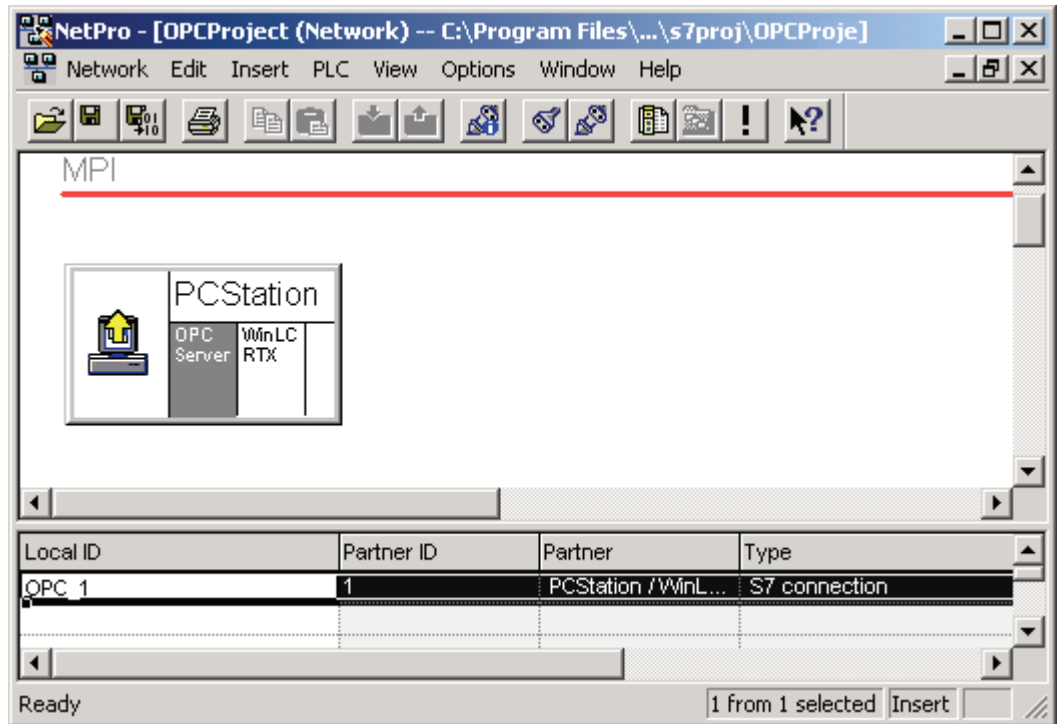 NetPro - [OPCProject (Network) -- C:\Program Files\...\s7proj\OPCProje]
Network Edit Insert PLC View Options Window Help
MPI
PCStation
OPC Server
WinLC RTX
Local ID Partner ID Partner Type
OPC_1 1 PCStation / WinL... S7 connection
Ready 1 from 1 selected Insert